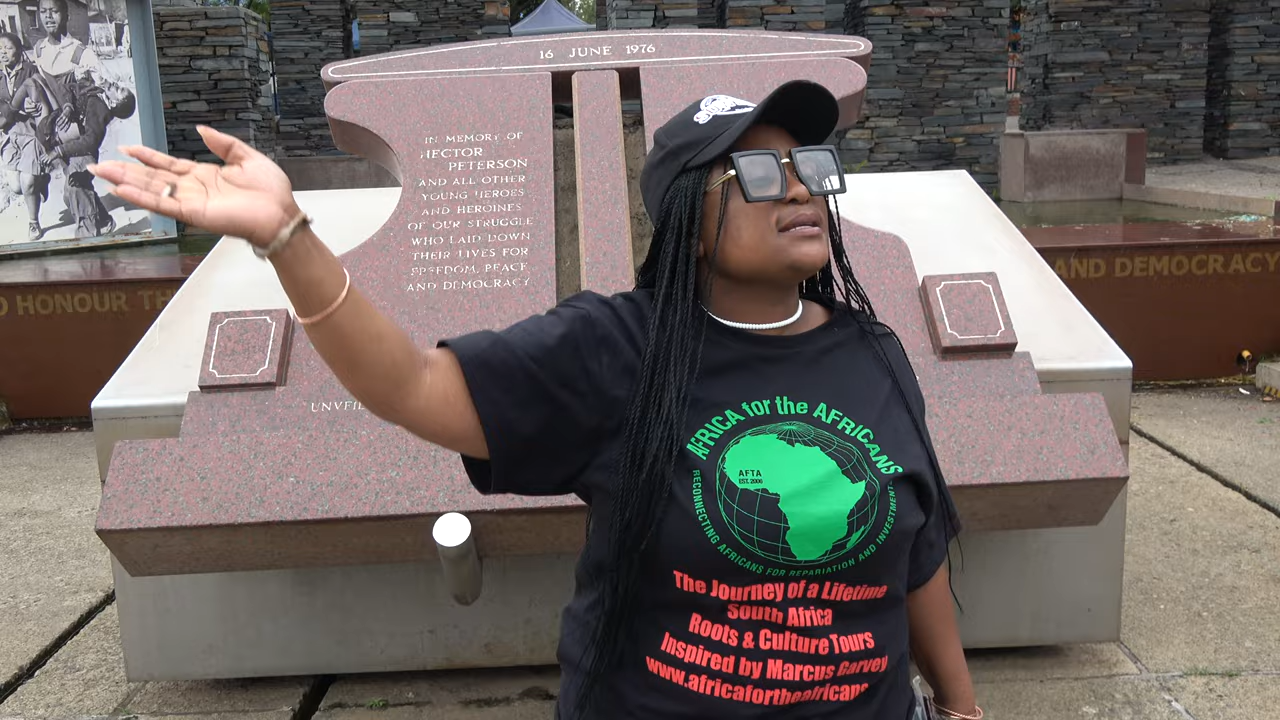 16 JUNE 1976
IN MEMORY OF
HECTOR
PETERSON
AND ALL OTHER
YOUNG HEROES
AND HEROINES
OF OUR STRUGGLE
WHO LAID DOWN
THEIR LIVES FOR
FREEDOM, PEACE
AND DEMOCRACY
O HONOUR TH
AND DEMOCRACY
UNVEIL
AFRICA for the AFRICANS
AFTA
EST. 2006
RECONNECTING AFRICANS FOR REPARIATION AND INVESTMENT
The Journey of a Lifetime
South Africa
Roots & Culture Tours
Inspired by Marcus Garvey
www.africafortheafricans